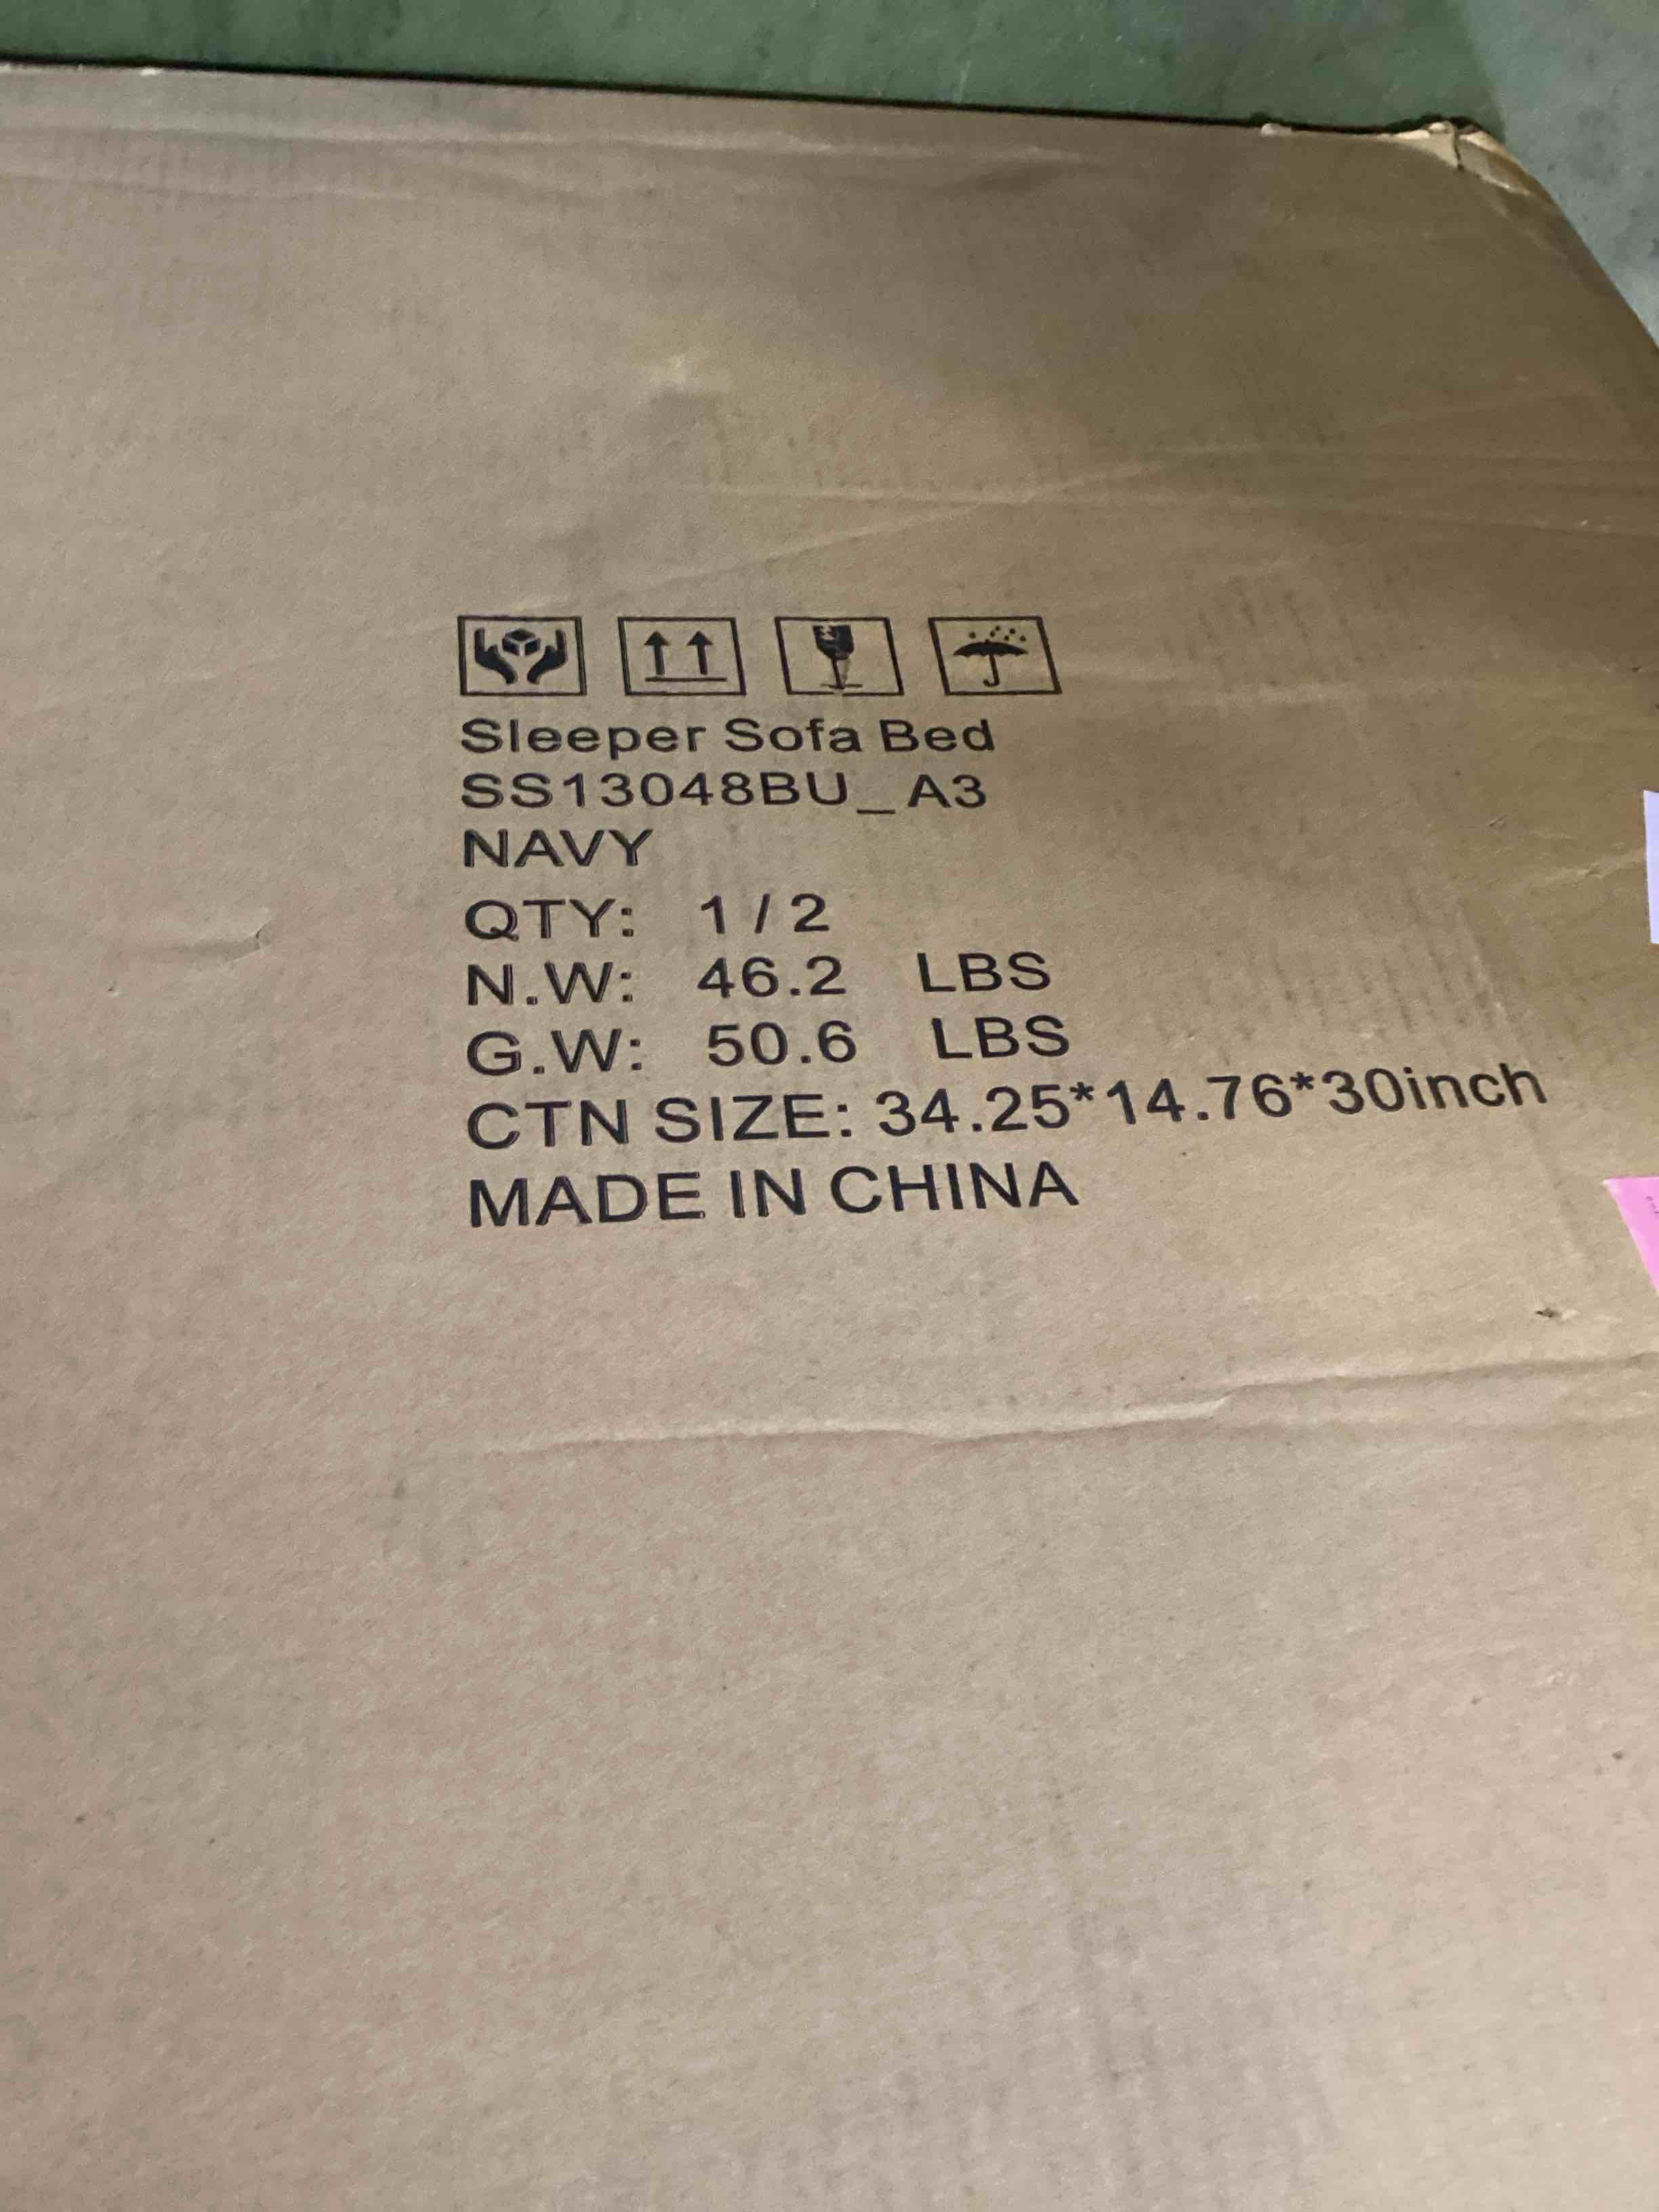 Sleeper Sofa Bed
SS13048BU_A3
NAVY
QTY: 1/2
N.W: 46.2 LBS
G.W: 50.6 LBS
CTN SIZE: 34.25*14.76*30inch
MADE IN CHINA